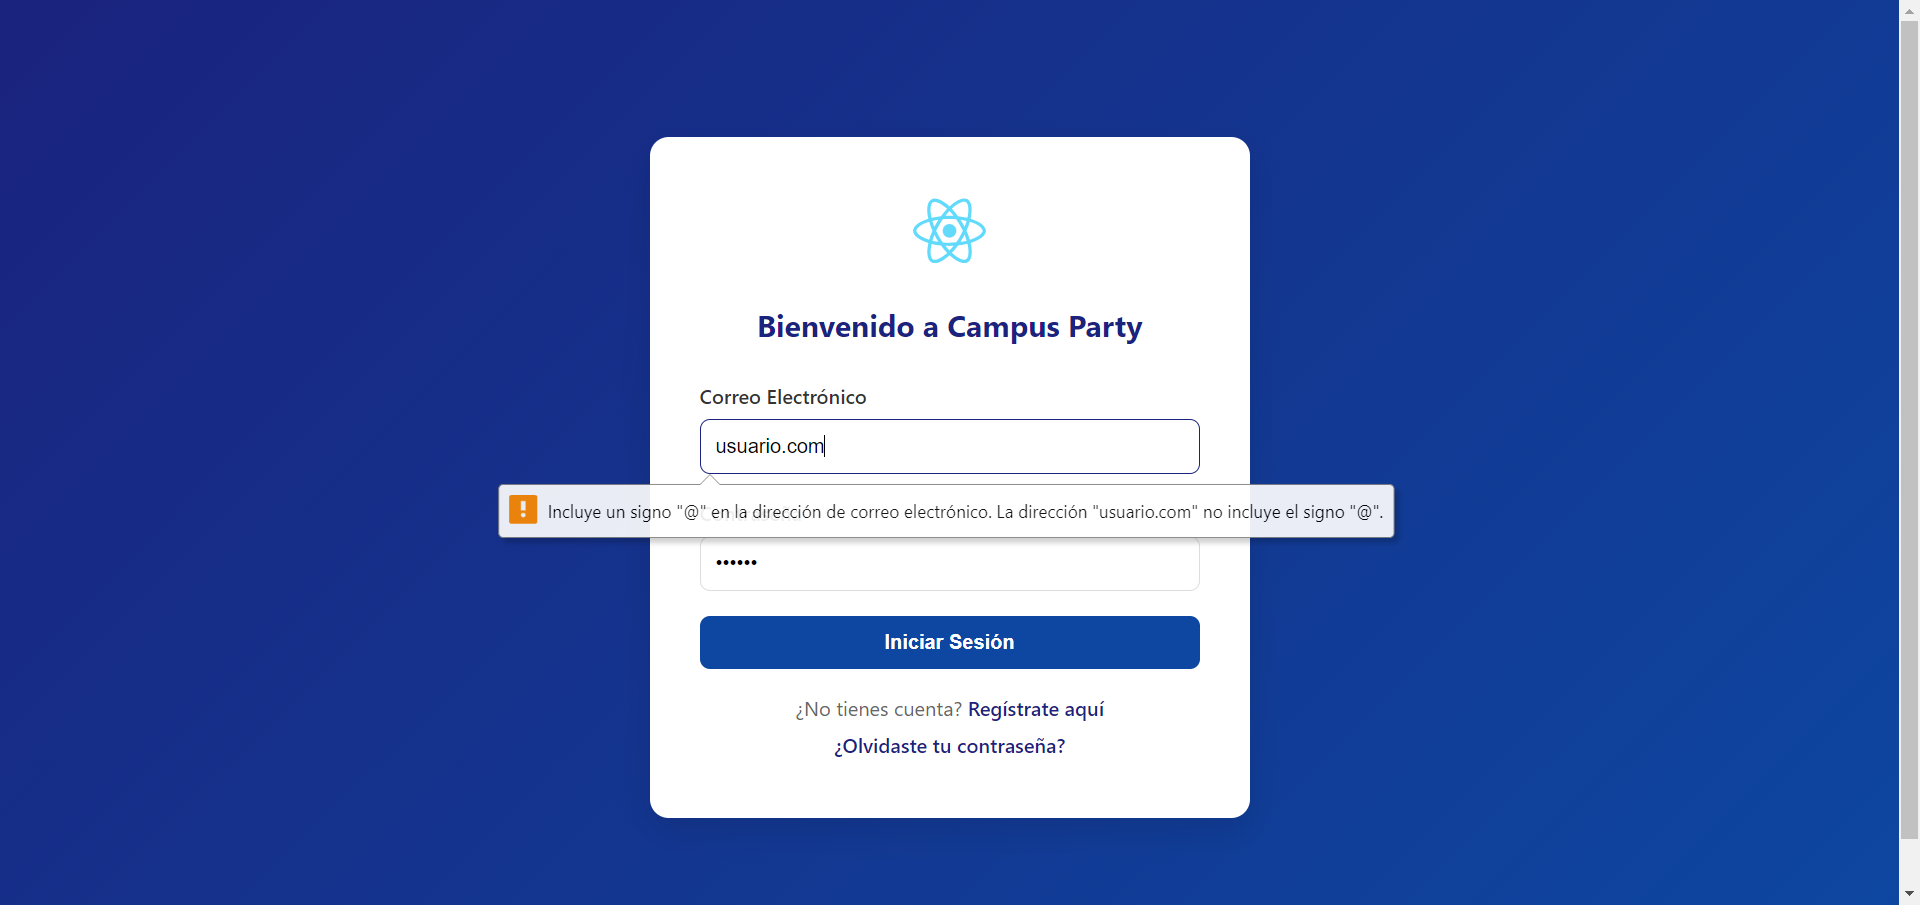 Bienvenido a Campus Party
Correo Electrónico
usuario.com
Incluye un signo "@" en la dirección de correo electrónico. La dirección "usuario.com" no incluye el signo "@".
••••••
Iniciar Sesión
¿No tienes cuenta? Regístrate aquí
¿Olvidaste tu contraseña?